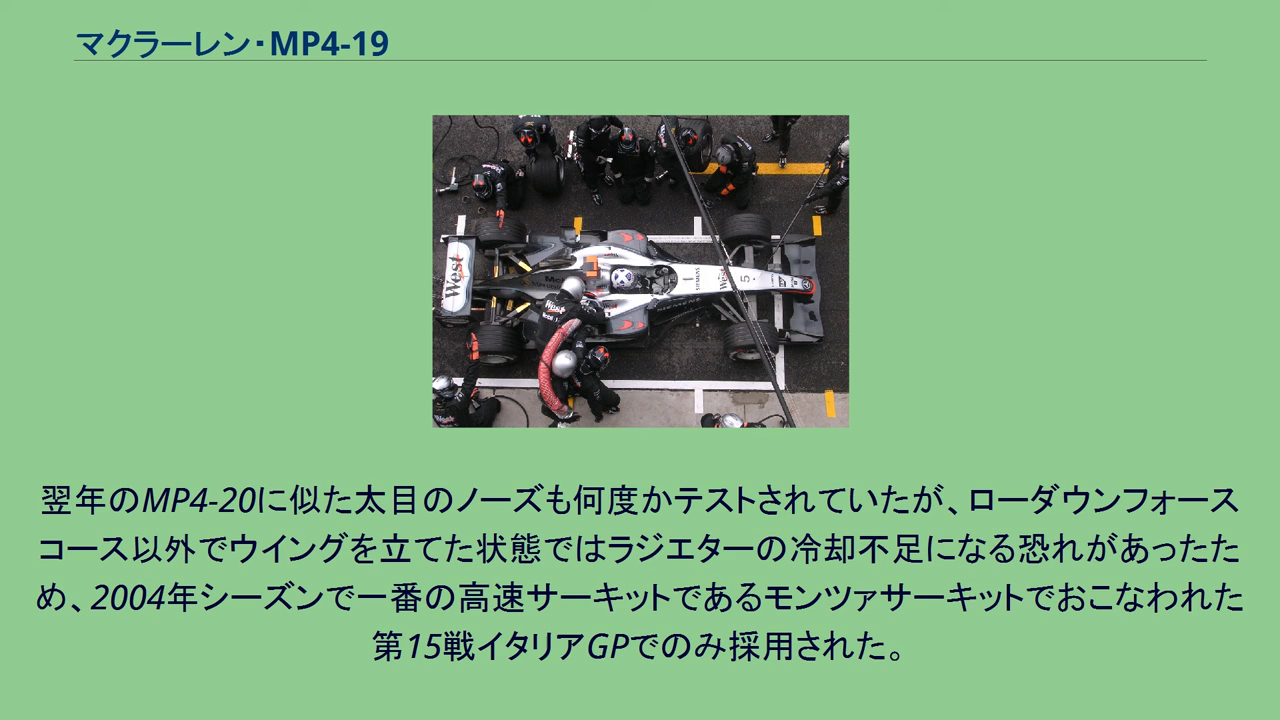 マクラーレン・MP4-19
West
West
SIEMENS
West
5
SIEMENS
West
翌年のMP4-20に似た太目のノーズも何度かテストされていたが、ローダウンフォース
コース以外でウイングを立てた状態ではラジエターの冷却不足になる恐れがあったた
め、2004年シーズンで一番の高速サーキットであるモンツァサーキットでおこなわれた
第15戦イタリアGPでのみ採用された。